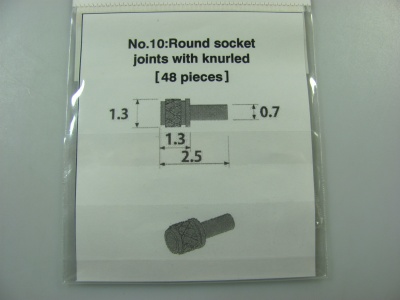 No.10:Round socket
joints with knurled
[48 pieces]
1.3
0.7
1.3
2.5